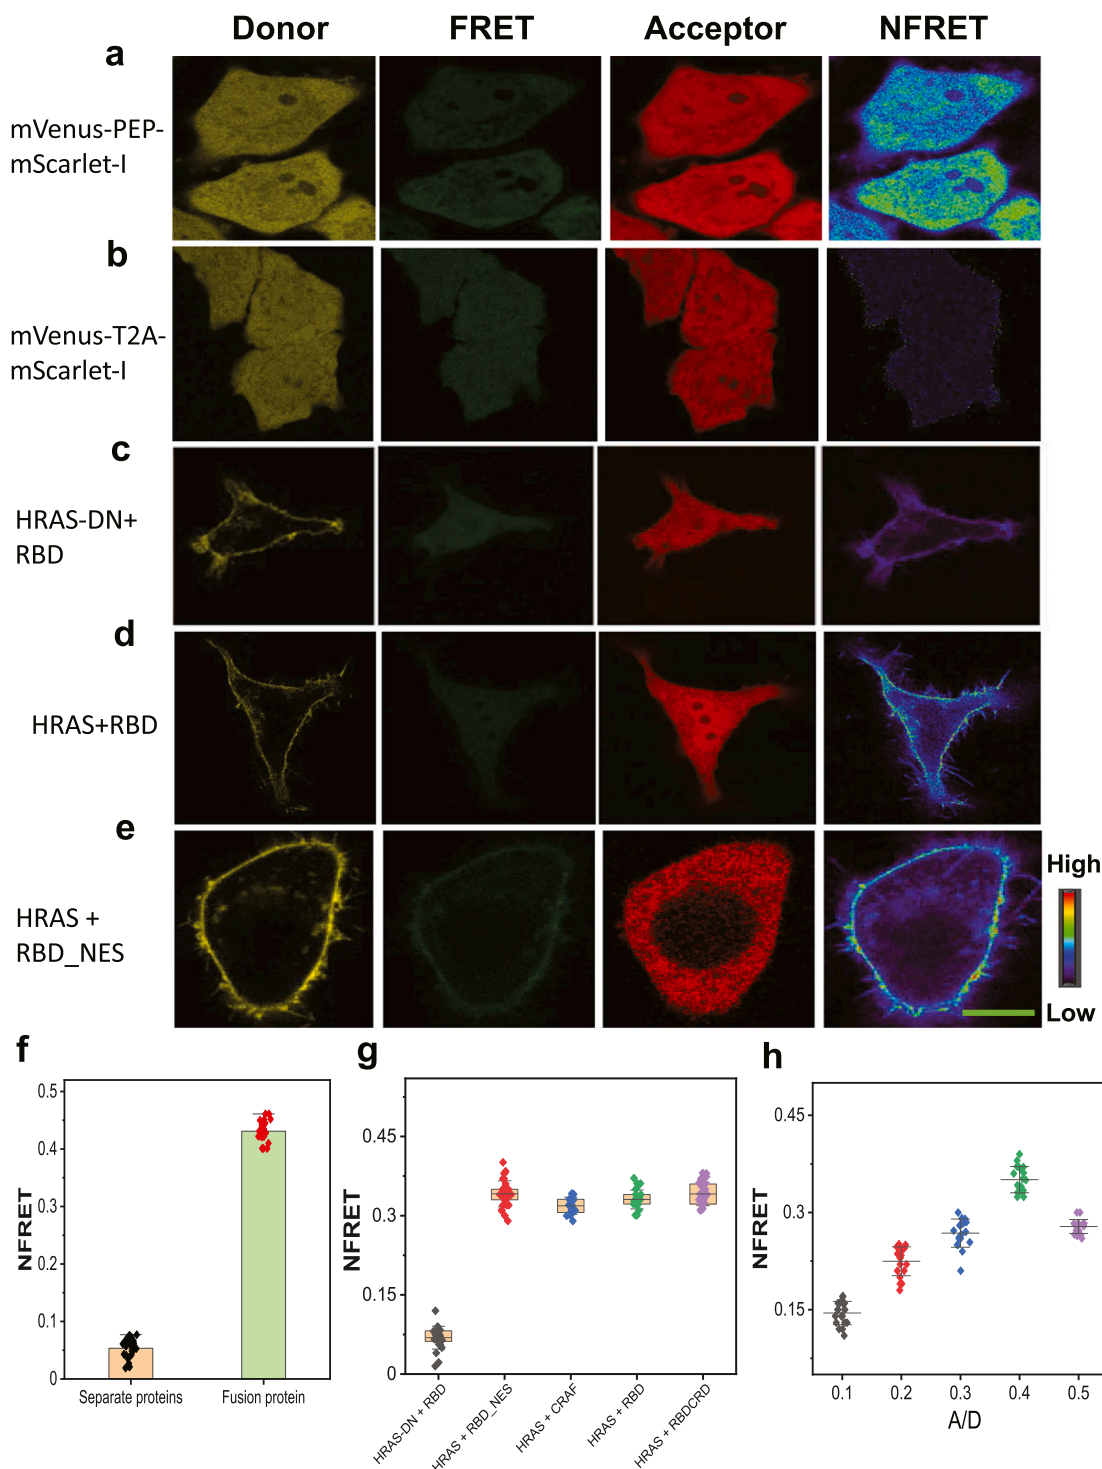 Donor FRET Acceptor NFRET
a
mVenus-PEP-
mScarlet-I
b
mVenus-T2A-
mScarlet-I
c
HRAS-DN+
RBD
d
HRAS+RBD
e
HRAS +
RBD_NES
High
Low
f
NFRET
0.5
0.4
0.3
0.2
0.1
0
Separate proteins Fusion protein
g
NFRET
0.45
0.3
0.15
0
HRAS-DN + RBD
HRAS + RBD_NES
HRAS + CRAF
HRAS + RBD
HRAS + RBDCRD
h
NFRET
0.45
0.3
0.15
0.1 0.2 0.3 0.4 0.5
A/D